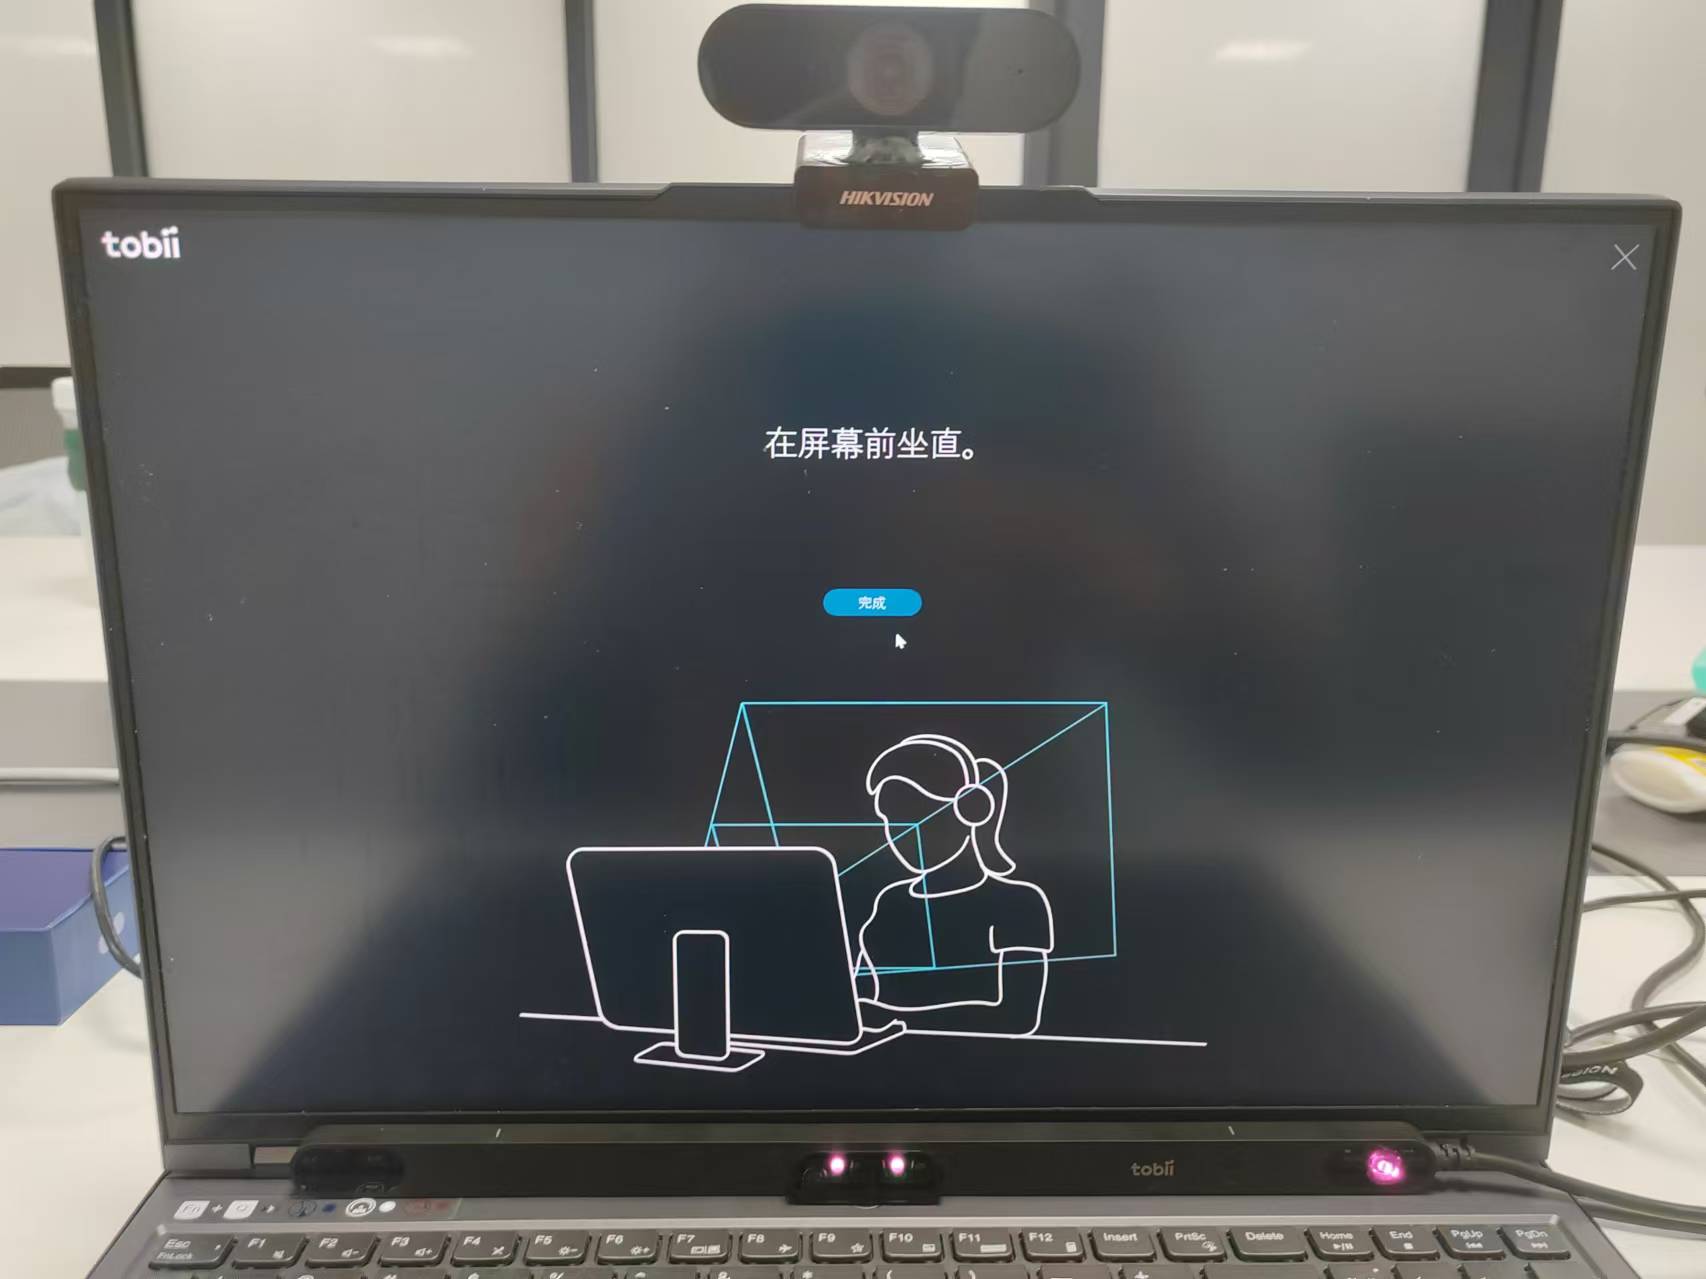 HIKVISION
tobii
在屏幕前坐直。
完成
tobii
Fn + Q
Esc
FnLock
F1
F2
F3
F4
F5
F6
F7
F8
F9
F10
F11
F12
Insert
PrtSc
Delete
Home
End
PgUp
PgDn